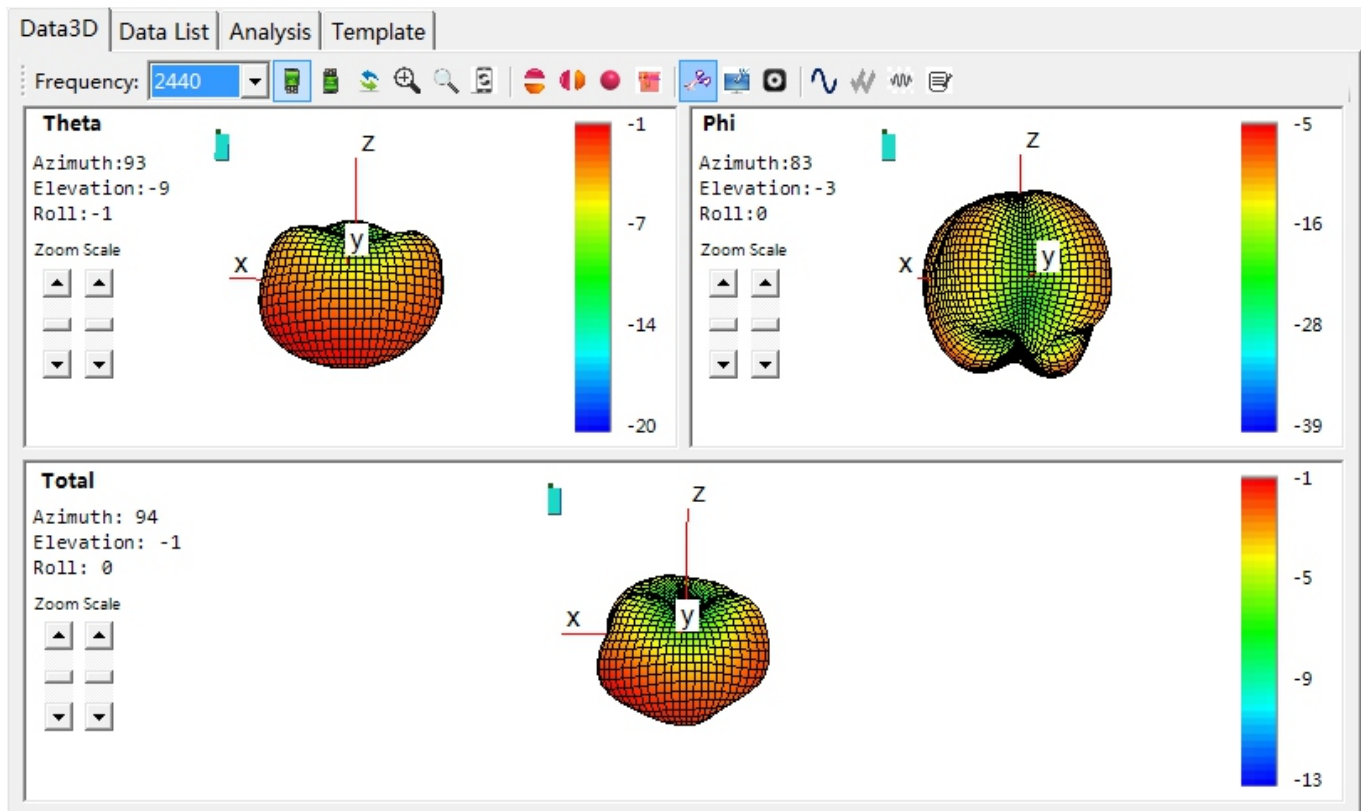 Data3D Data List Analysis Template
Frequency: 2440
Theta
Azimuth:93
Elevation:-9
Roll:-1
Zoom Scale
z
y
x
-1
-7
-14
-20
Phi
Azimuth:83
Elevation:-3
Roll:0
Zoom Scale
z
y
x
-5
-16
-28
-39
Total
Azimuth: 94
Elevation: -1
Roll: 0
Zoom Scale
z
y
x
-1
-5
-9
-13